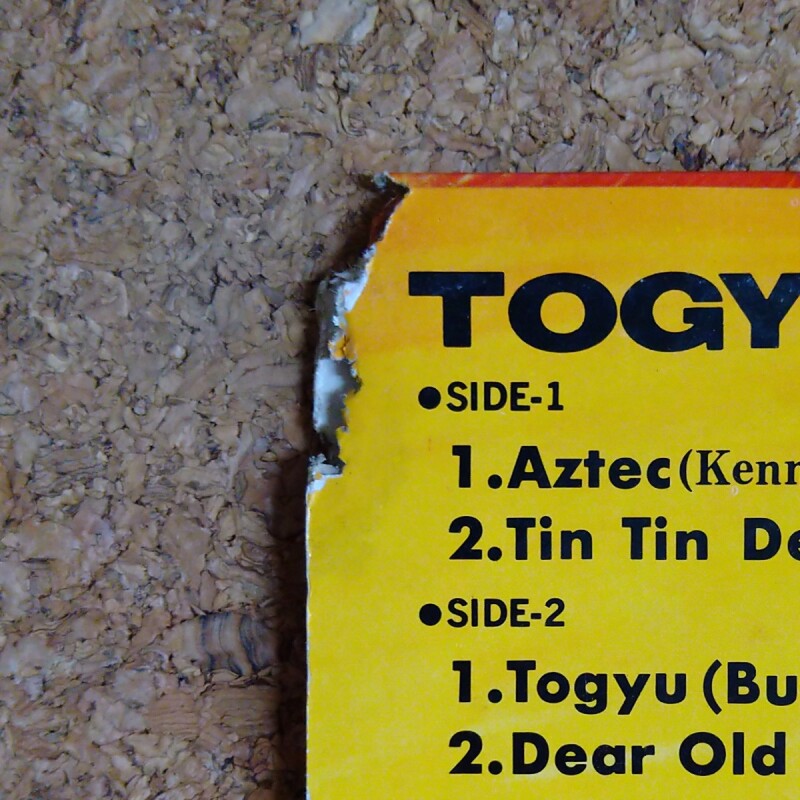 TOGY
●SIDE-1
1.Aztec(Kenn
2.Tin Tin De
●SIDE-2
1.Togyu(Bu
2.Dear Old